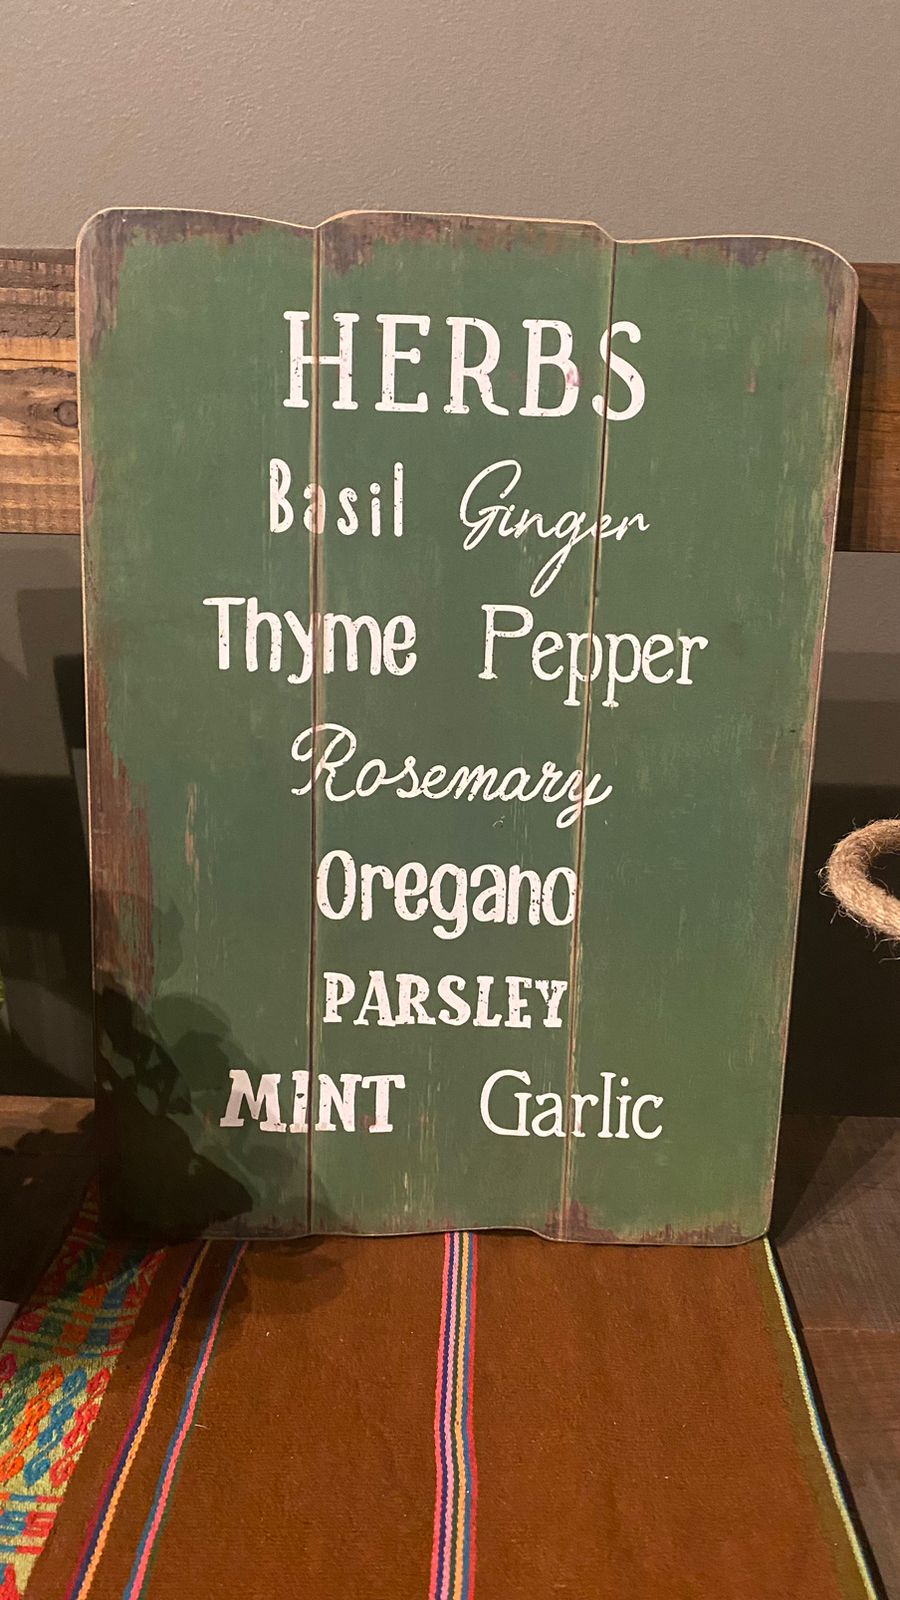 HERBS
Basil Ginger
Thyme Pepper
Rosemary
Oregano
PARSLEY
MINT Garlic